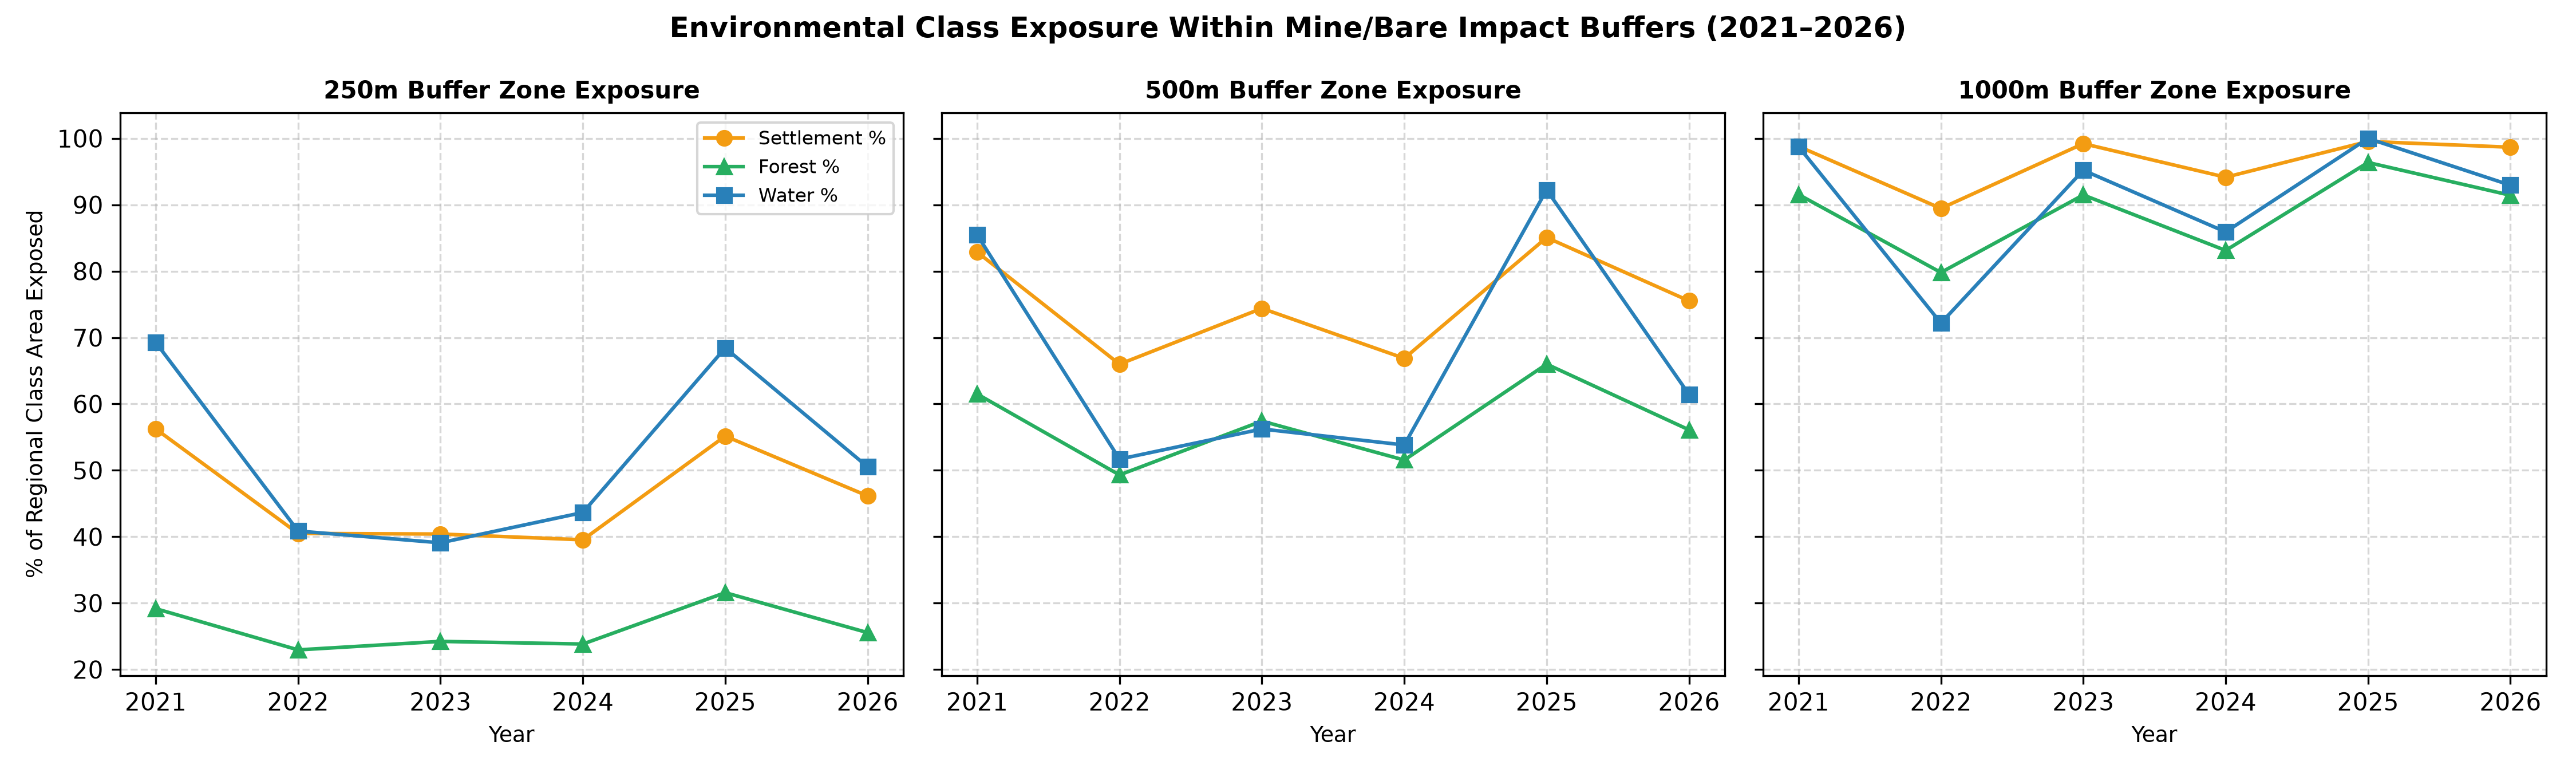 Environmental Class Exposure Within Mine/Bare Impact Buffers (2021–2026)
250m Buffer Zone Exposure
% of Regional Class Area Exposed
100
90
80
70
60
50
40
30
20
Settlement %
Forest %
Water %
2021 2022 2023 2024 2025 2026
Year
500m Buffer Zone Exposure
2021 2022 2023 2024 2025 2026
Year
1000m Buffer Zone Exposure
2021 2022 2023 2024 2025 2026
Year